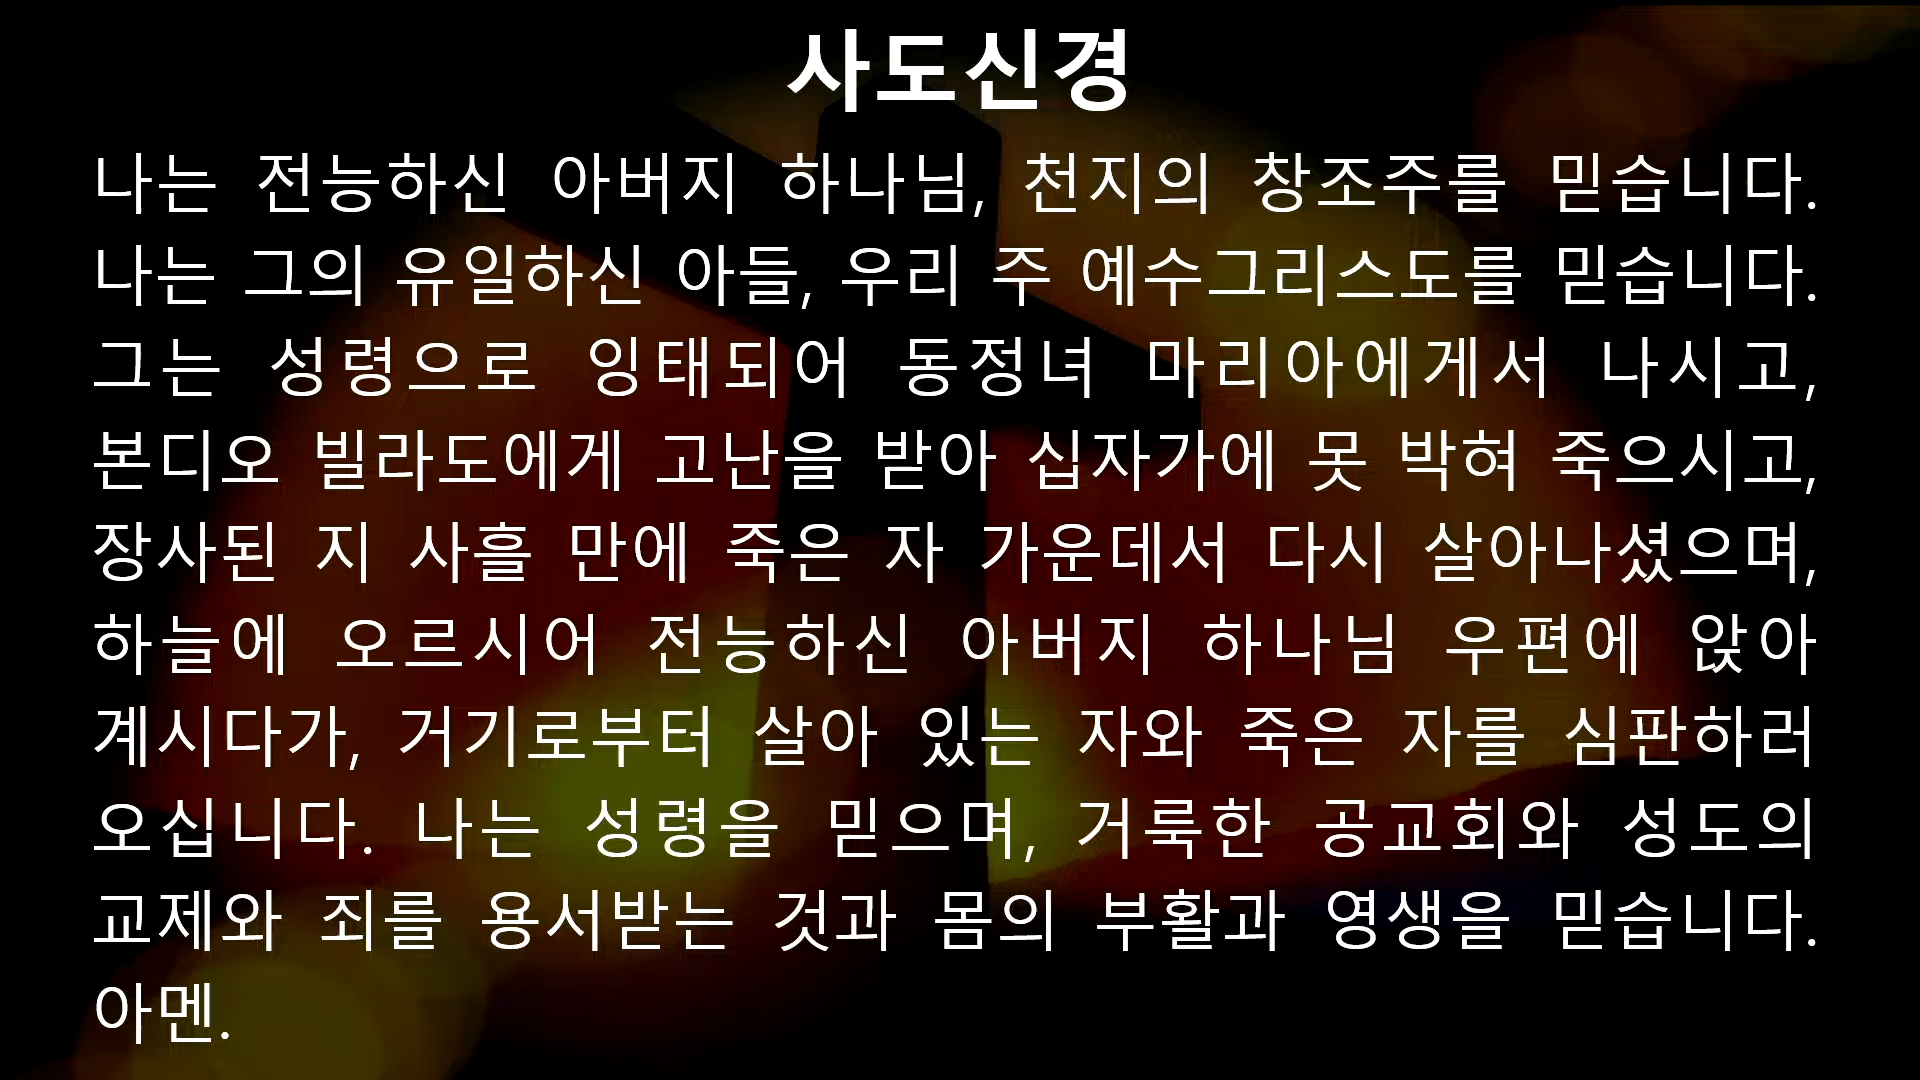 사도신경
나는 전능하신 아버지 하나님, 천지의 창조주를 믿습니다.
나는 그의 유일하신 아들, 우리 주 예수그리스도를 믿습니다.
그는 성령으로 잉태되어 동정녀 마리아에게서 나시고,
본디오 빌라도에게 고난을 받아 십자가에 못 박혀 죽으시고,
장사된 지 사흘 만에 죽은 자 가운데서 다시 살아나셨으며,
하늘에 오르시어 전능하신 아버지 하나님 우편에 앉아
계시다가, 거기로부터 살아 있는 자와 죽은 자를 심판하러
오십니다. 나는 성령을 믿으며, 거룩한 공교회와 성도의
교제와 죄를 용서받는 것과 몸의 부활과 영생을 믿습니다.
아멘.